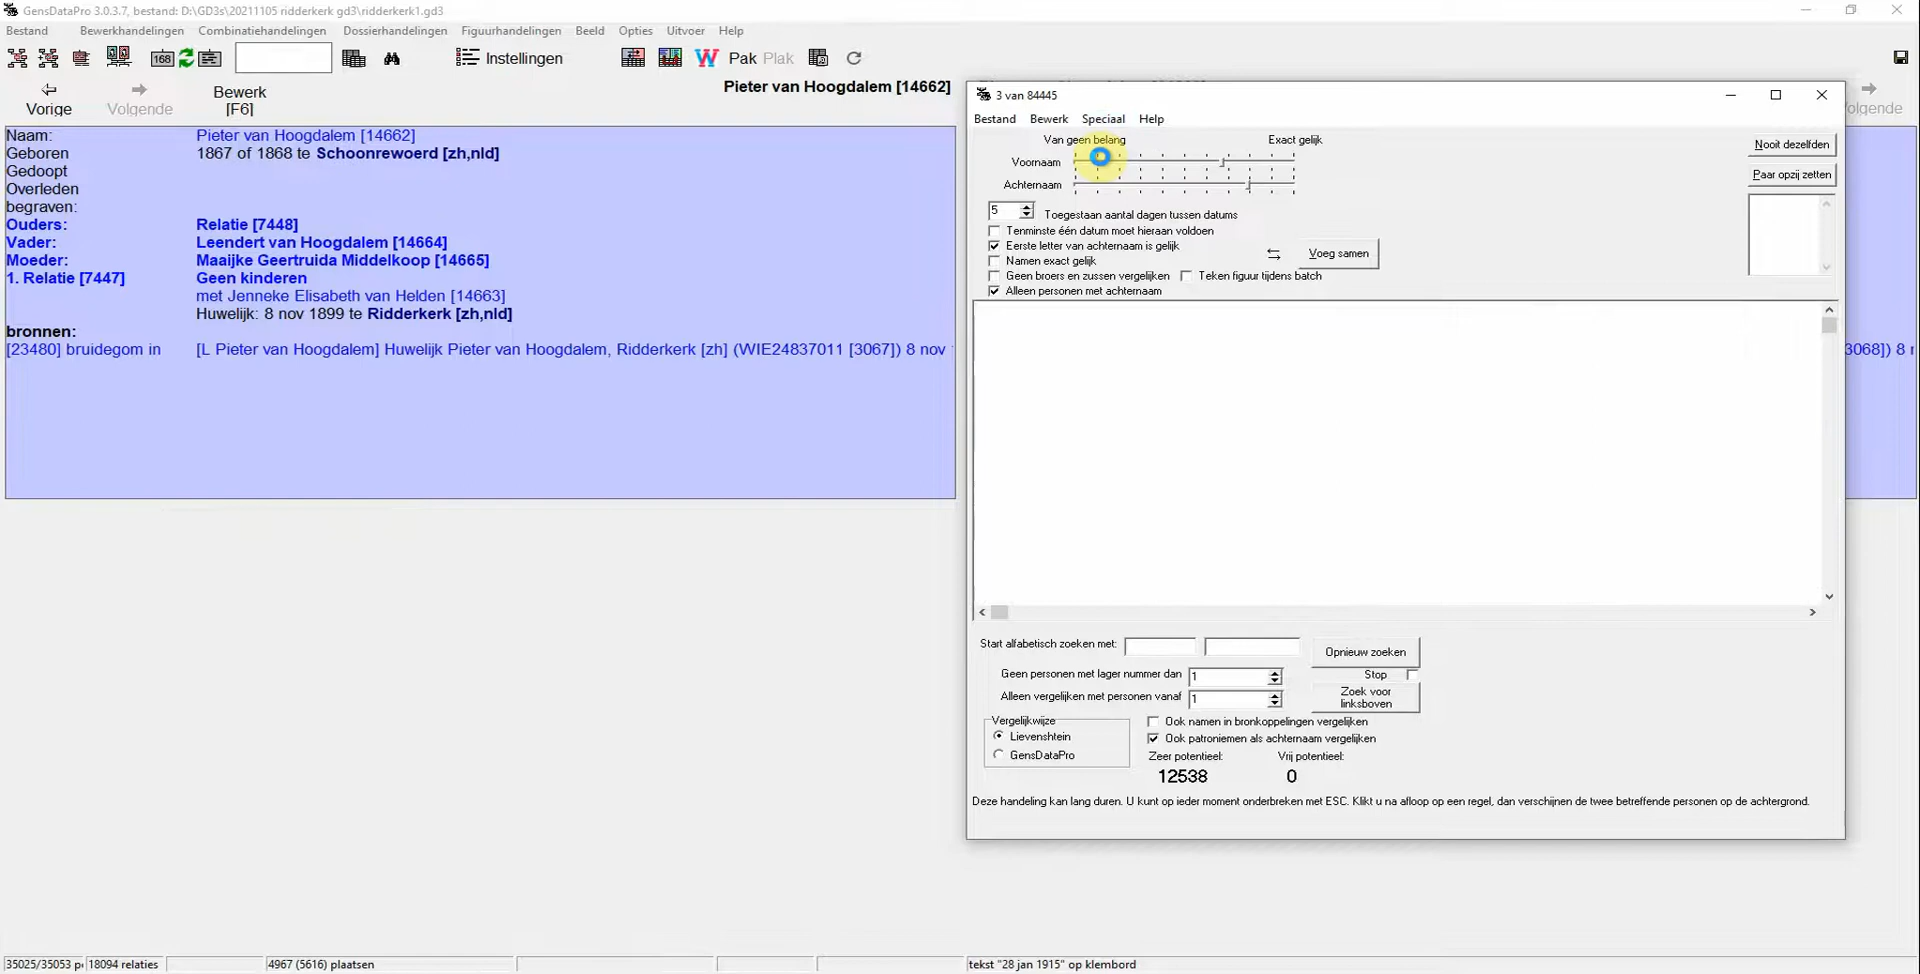 GensDataPro 3.0.3.7, bestand: D:\GD3s\20211105 ridderkerk gd3\ridderkerk1.gd3
Bestand Bewerkhandelingen Combinatiehandelingen Dossierhandelingen Figuurhandelingen Beeld Opties Uitvoer Help
168 Instellingen W Pak Plak
Vorige Volgende Bewerk
[F6]
Pieter van Hoogdalem [14662]
Naam: Pieter van Hoogdalem [14662]
Geboren 1867 of 1868 te Schoonrewoerd [zh,nld]
Gedoopt
Overleden
begraven:
Ouders: Relatie [7448]
Vader: Leendert van Hoogdalem [14664]
Moeder: Maaijke Geertruida Middelkoop [14665]
1. Relatie [7447] Geen kinderen
met Jenneke Elisabeth van Helden [14663]
Huwelijk: 8 nov 1899 te Ridderkerk [zh,nld]
bronnen:
[23480] bruidegom in [L Pieter van Hoogdalem] Huwelijk Pieter van Hoogdalem, Ridderkerk [zh] (WIE24837011 [3067]) 8 nov
3 van 84445
Bestand Bewerk Speciaal Help
Van geen belang Exact gelijk
Voornaam
Achternaam
5 Toegestaan aantal dagen tussen datums
Tenminste één datum moet hieraan voldoen
Eerste letter van achternaam is gelijk
Namen exact gelijk
Geen broers en zussen vergelijken Teken figuur tijdens batch
Alleen personen met achternaam
Voeg samen
Nooit dezelfden
Paar opzij zetten
olgende
3068]) 8
Start alfabetisch zoeken met:
Opnieuw zoeken
Geen personen met lager nummer dan 1
Stop
Alleen vergelijken met personen vanaf 1
Zoek voor
linksboven
Vergelijkwijze
Lievenshtein
GensDataPro
Ook namen in bronkoppelingen vergelijken
Ook patroniemen als achternaam vergelijken
Zeer potentieel: Vrij potentieel:
12538 0
Deze handeling kan lang duren. U kunt op ieder moment onderbreken met ESC. Klikt u na afloop op een regel, dan verschijnen de twee betreffende personen op de achtergrond.
35025/35053 18094 relaties 4967 (5616) plaatsen tekst "28 jan 1915" op klembord